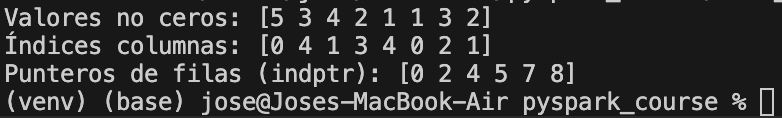 Valores no ceros: [5 3 4 2 1 1 3 2]
Índices columnas: [0 4 1 3 4 0 2 1]
Punteros de filas (indptr): [0 2 4 5 7 8]
(venv) (base) jose@Joses-MacBook-Air pyspark_course %